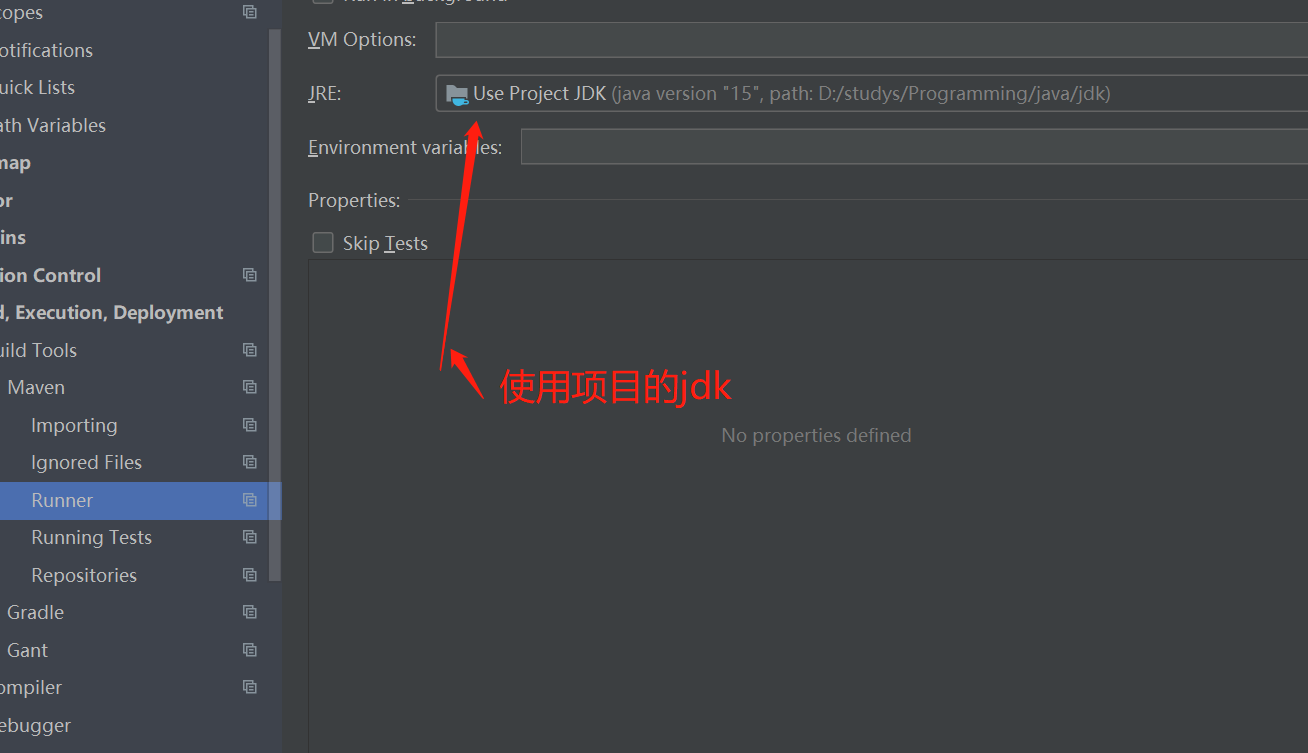 copes
otifications
uick Lists
ath Variables
map
or
ins
ion Control
d, Execution, Deployment
uild Tools
Maven
Importing
Ignored Files
Runner
Running Tests
Repositories
Gradle
Gant
ompiler
ebugger
Run in background
VM Options:
JRE:
Use Project JDK (java version "15", path: D:/studys/Programming/java/jdk)
Environment variables:
Properties:
Skip Tests
使用项目的jdk
No properties defined